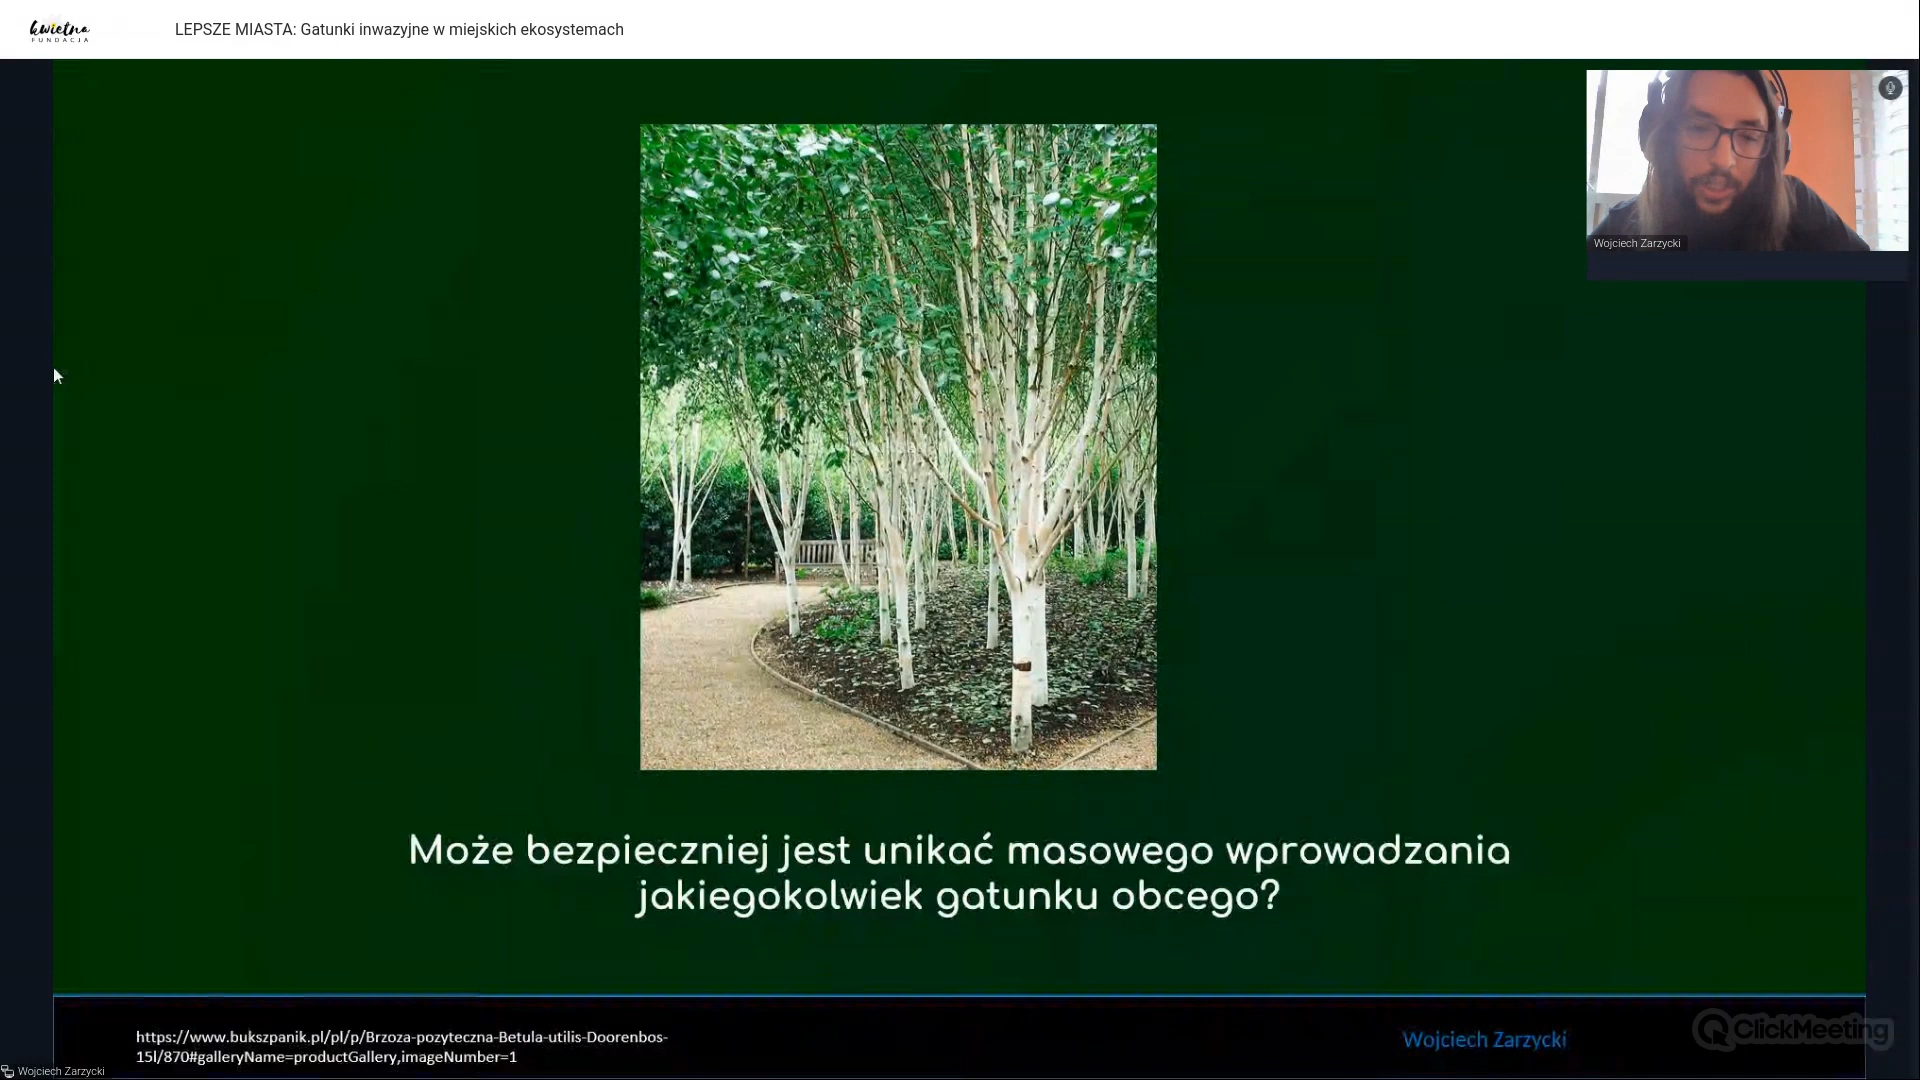 kwietna
FUNDACJA
LEPSZE MIASTA: Gatunki inwazyjne w miejskich ekosystemach
Wojciech Zarzycki
Może bezpieczniej jest unikać masowego wprowadzania
jakiegokolwiek gatunku obcego?
https://www.bukszpanik.pl/pl/p/Brzoza-pozyteczna-Betula-utilis-Doorenbos-
15l/870#galleryName=productGallery,imageNumber=1
Wojciech Zarzycki
ClickMeeting
Wojciech Zarzycki